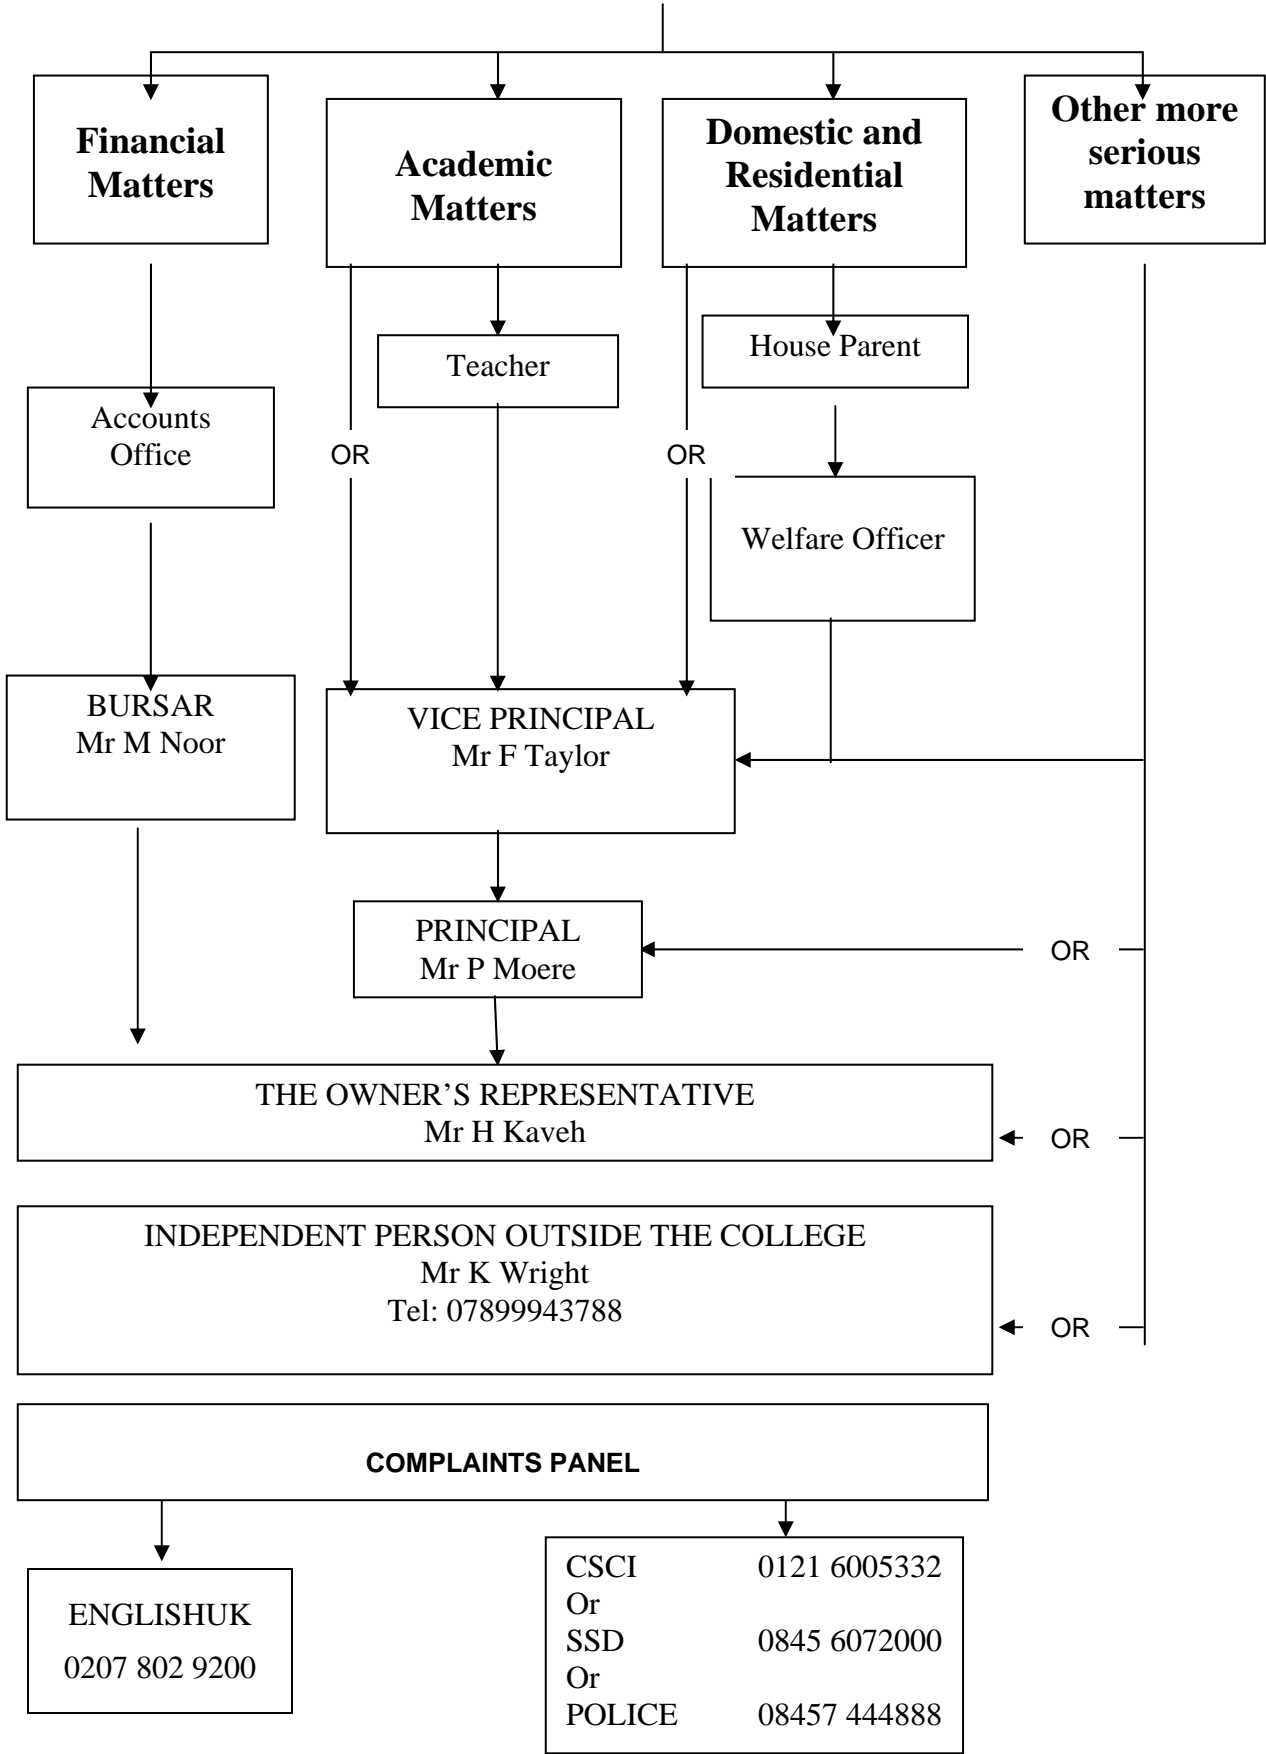 Financial
Matters
Academic
Matters
Domestic and
Residential
Matters
Other more
serious
matters
Teacher
House Parent
Accounts
Office
OR
OR
Welfare Officer
BURSAR
Mr M Noor
VICE PRINCIPAL
Mr F Taylor
PRINCIPAL
Mr P Moere
OR
THE OWNER’S REPRESENTATIVE
Mr H Kaveh
OR
INDEPENDENT PERSON OUTSIDE THE COLLEGE
Mr K Wright
Tel: 07899943788
OR
COMPLAINTS PANEL
ENGLISHUK
0207 802 9200
CSCI 0121 6005332
Or
SSD 0845 6072000
Or
POLICE 08457 444888